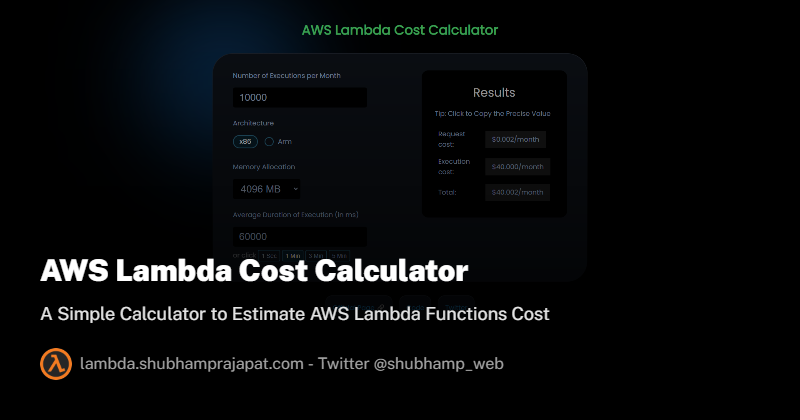 AWS Lambda Cost Calculator
Number of Executions per Month
10000
Architecture
x86
Arm
Memory Allocation
4096 MB
Average Duration of Execution (in ms)
60000
1 Min
Results
Tip: Click to Copy the Precise Value
Request cost:
$0.002/month
Execution cost:
$40.000/month
Total:
$40.002/month
AWS Lambda Cost Calculator
A Simple Calculator to Estimate AWS Lambda Functions Cost
lambda.shubhamprajapat.com - Twitter @shubhamp_web